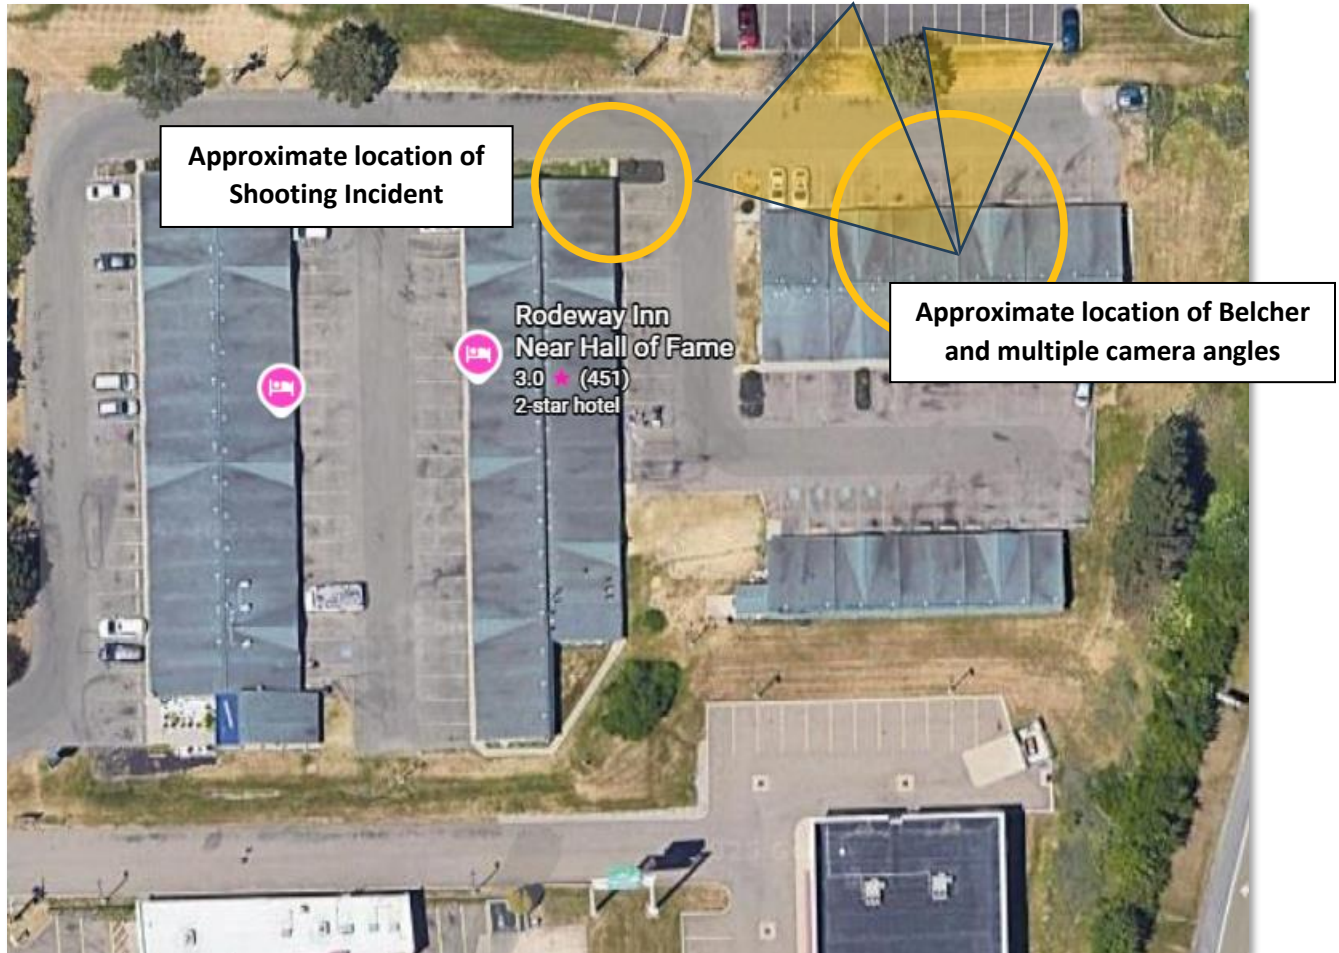 Approximate location of
Shooting Incident
Rodeway Inn
Near Hall of Fame
3.0 ★ (451)
2-star hotel
Approximate location of Belcher
and multiple camera angles